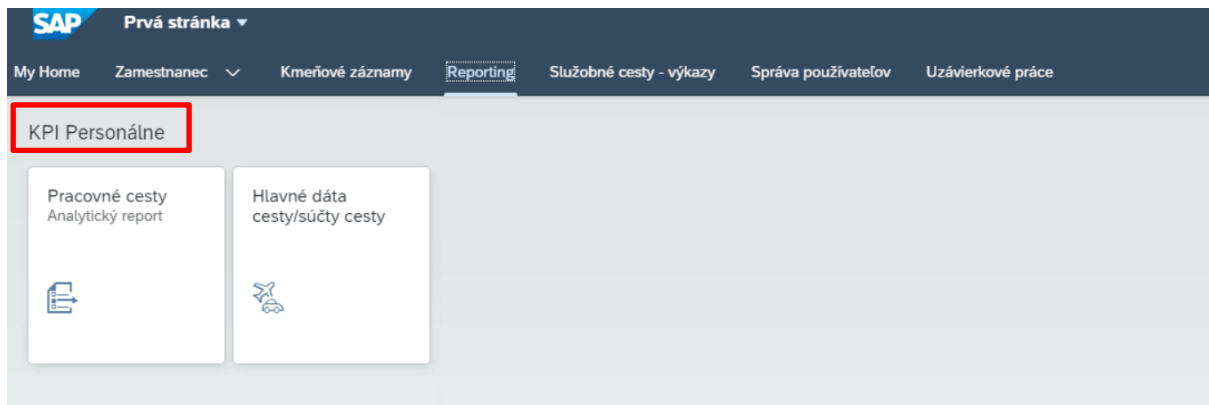 SAP Prvá stránka
My Home Zamestnanec Kmeňové záznamy Reporting Služobné cesty - výkazy Správa používateľov Uzávierkové práce
KPI Personálne
Pracovné cesty
Analytický report
Hlavné dáta
cesty/súčty cesty